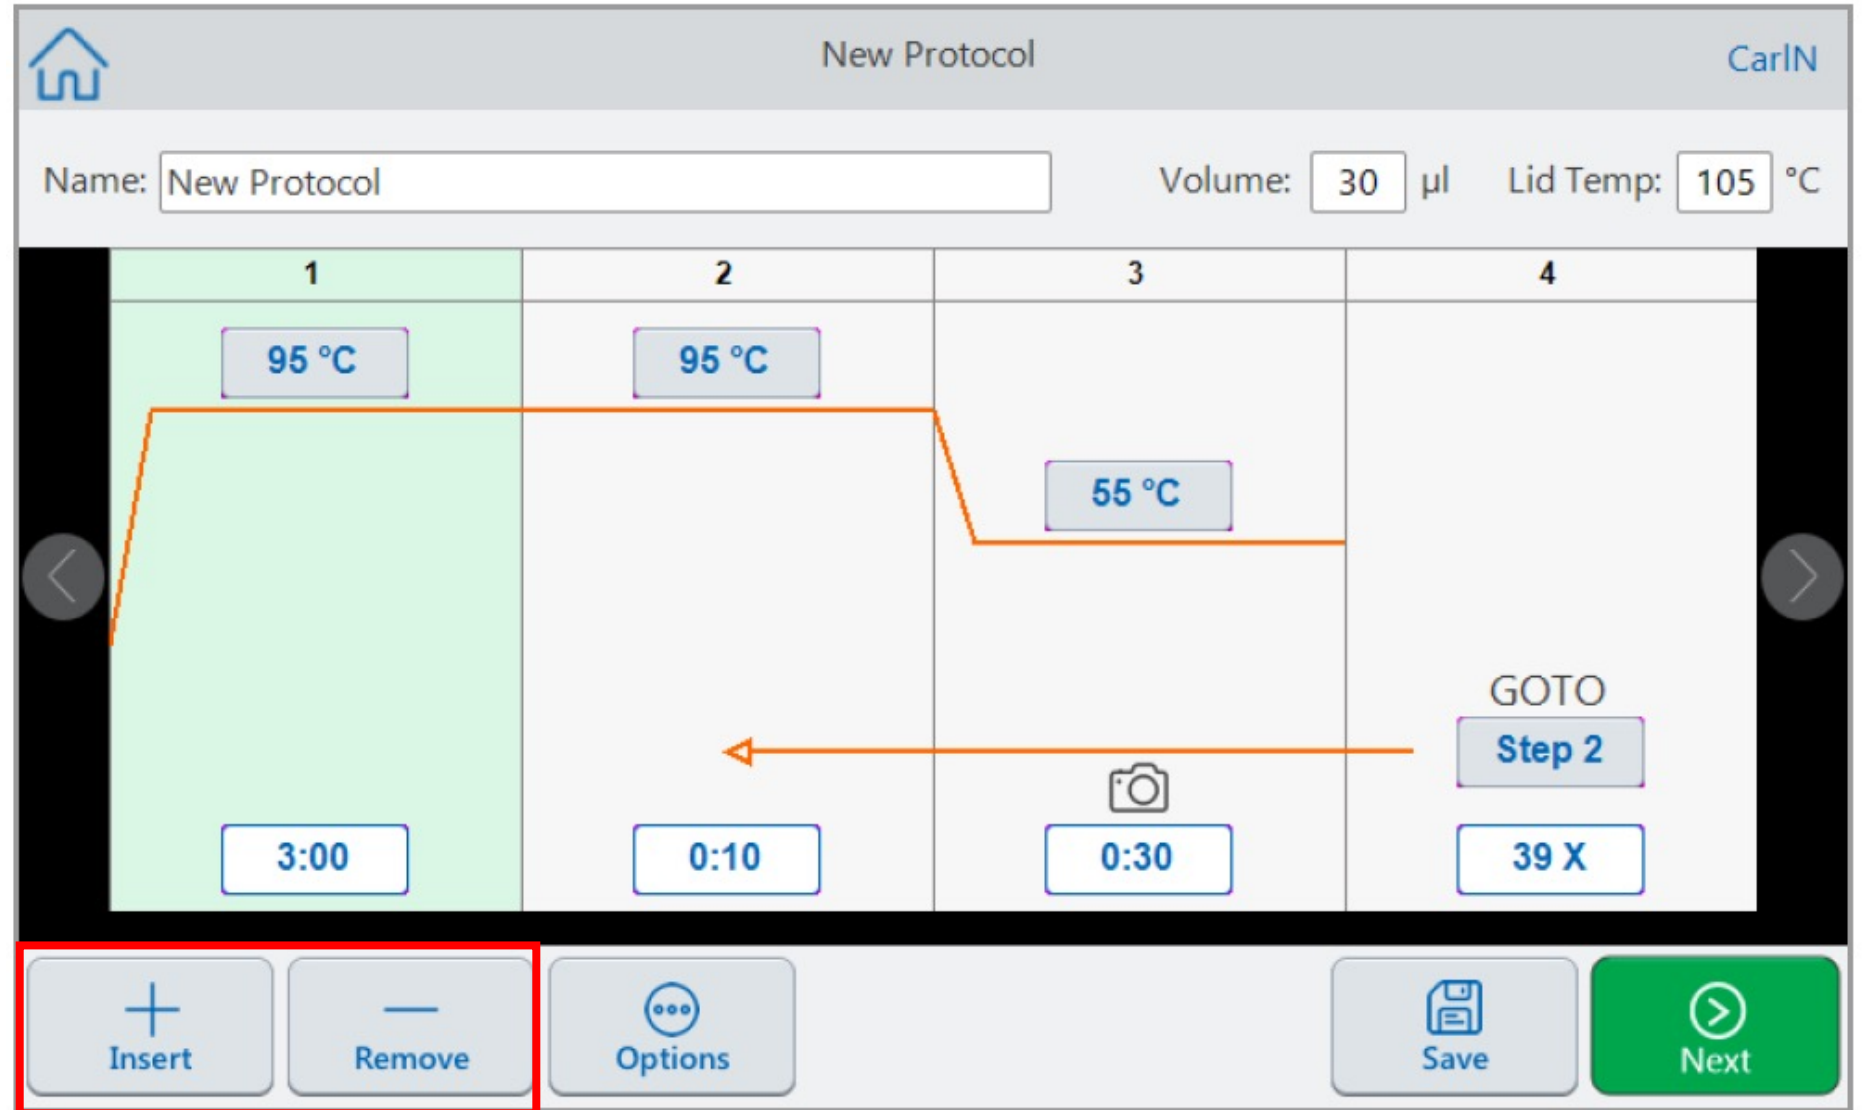 New Protocol
CarlN
Name: New Protocol
Volume: 30 µl
Lid Temp: 105 °C
1
2
3
4
95 °C
95 °C
55 °C
GOTO
Step 2
3:00
0:10
0:30
39 X
Insert
Remove
Options
Save
Next